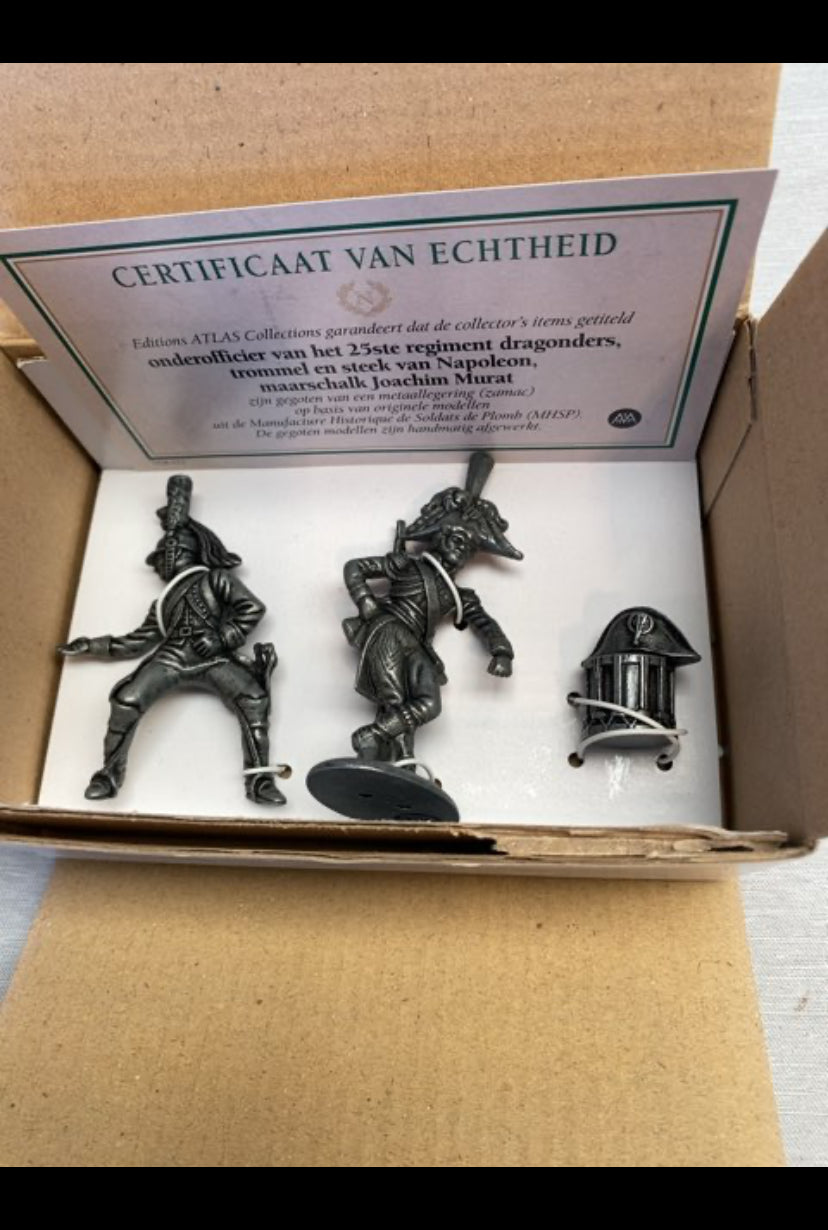 CERTIFICAAT VAN ECHTHEID
N
Editions ATLAS Collections garandeert dat de collector's items getiteld
onderofficier van het 25ste regiment dragonders,
trommel en steek van Napoleon,
maarschalk Joachim Murat
zijn gegoten van een metaallegering (zamac)
op basis van originele modellen
uit de Manufacture Historique de Soldats de Plomb (MHSP).
De gegoten modellen zijn handmatig afgewerkt.